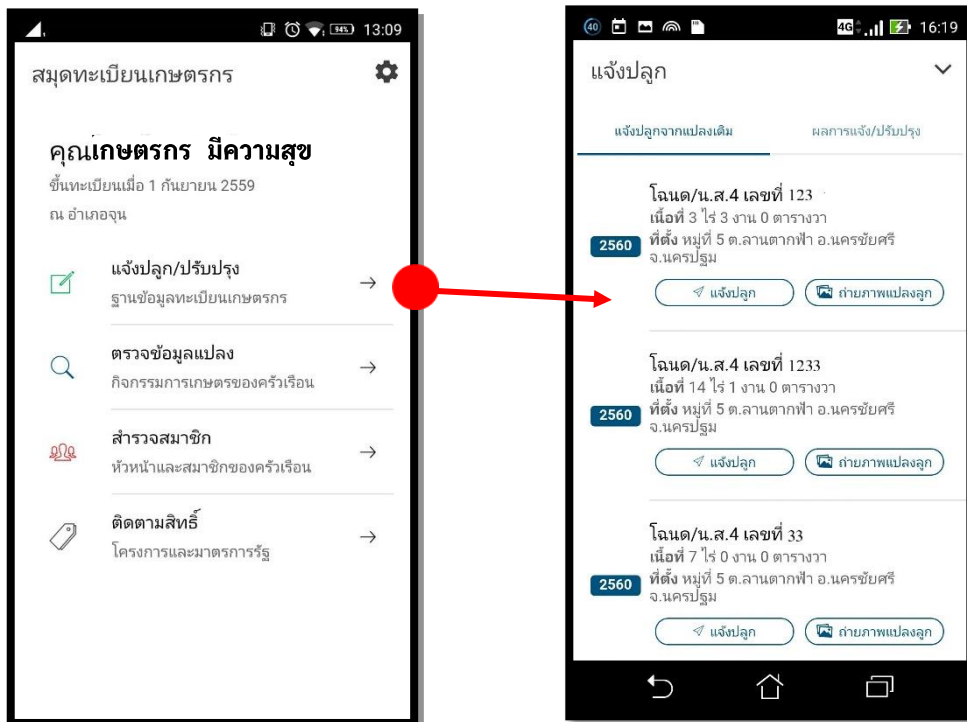 94%
13:09
สมุดทะเบียนเกษตรกร
คุณเกษตรกร มีความสุข
ขึ้นทะเบียนเมื่อ 1 กันยายน 2559
ณ อำเภอจุน
แจ้งปลูก/ปรับปรุง
ฐานข้อมูลทะเบียนเกษตรกร
ตรวจข้อมูลแปลง
กิจกรรมการเกษตรของครัวเรือน
สำรวจสมาชิก
หัวหน้าและสมาชิกของครัวเรือน
ติดตามสิทธิ์
โครงการและมาตรการรัฐ
40 4G 16:19
แจ้งปลูก
แจ้งปลูกจากแปลงเดิม ผลการแจ้ง/ปรับปรุง
โฉนด/น.ส.4 เลขที่ 123
เนื้อที่ 3 ไร่ 3 งาน 0 ตารางวา
2560 ที่ตั้ง หมู่ที่ 5 ต.ลานตากฟ้า อ.นครชัยศรี
จ.นครปฐม
แจ้งปลูก ถ่ายภาพแปลงลูก
โฉนด/น.ส.4 เลขที่ 1233
เนื้อที่ 14 ไร่ 1 งาน 0 ตารางวา
2560 ที่ตั้ง หมู่ที่ 5 ต.ลานตากฟ้า อ.นครชัยศรี
จ.นครปฐม
แจ้งปลูก ถ่ายภาพแปลงลูก
โฉนด/น.ส.4 เลขที่ 33
เนื้อที่ 7 ไร่ 0 งาน 0 ตารางวา
2560 ที่ตั้ง หมู่ที่ 5 ต.ลานตากฟ้า อ.นครชัยศรี
จ.นครปฐม
แจ้งปลูก ถ่ายภาพแปลงลูก